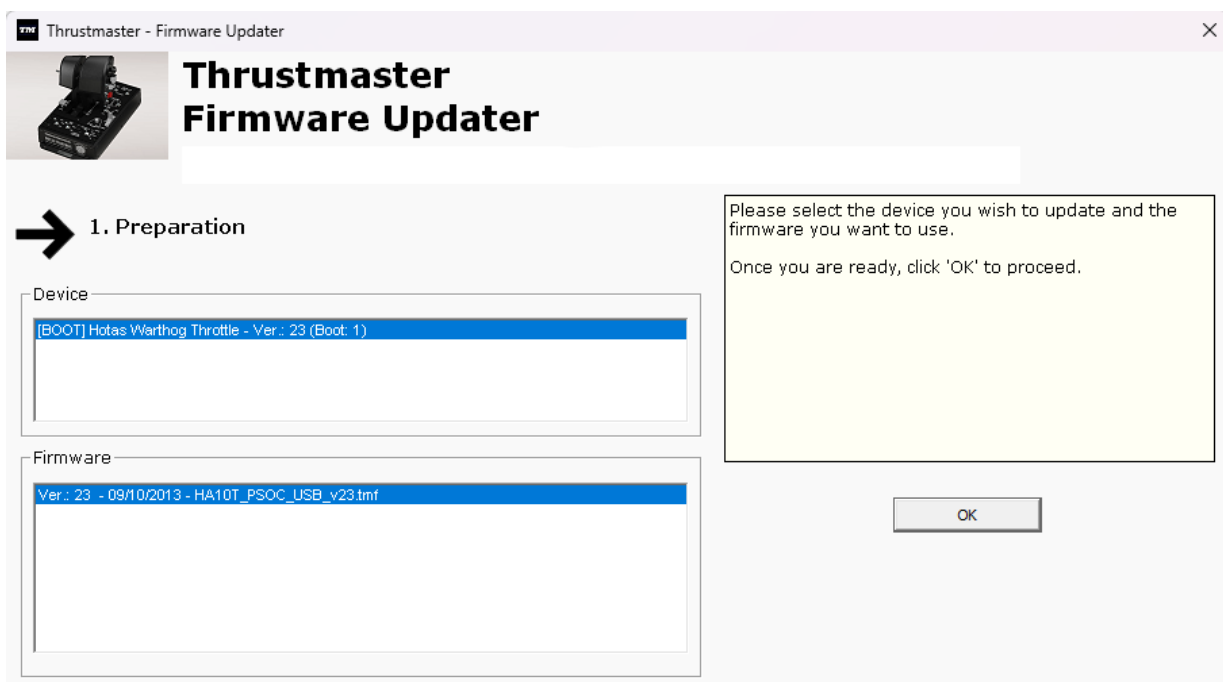 Thrustmaster - Firmware Updater
Thrustmaster
Firmware Updater
1. Preparation
Please select the device you wish to update and the
firmware you want to use.
Once you are ready, click 'OK' to proceed.
Device
[BOOT] Hotas Warthog Throttle - Ver.: 23 (Boot: 1)
Firmware
Ver.: 23 - 09/10/2013 - HA10T_PSOC_USB_v23.tmf
OK